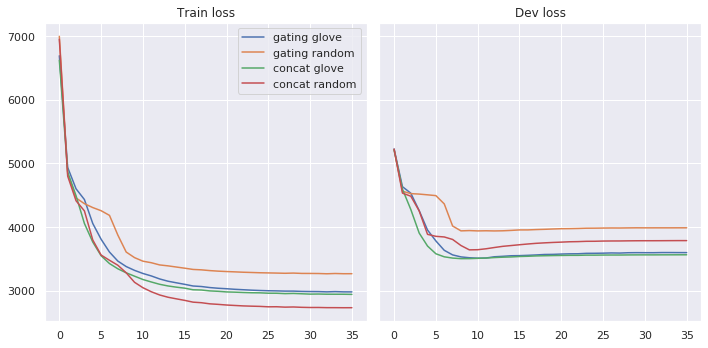 Train loss
Dev loss
gating glove
gating random
concat glove
concat random
7000
6000
5000
4000
3000
0 5 10 15 20 25 30 35
0 5 10 15 20 25 30 35